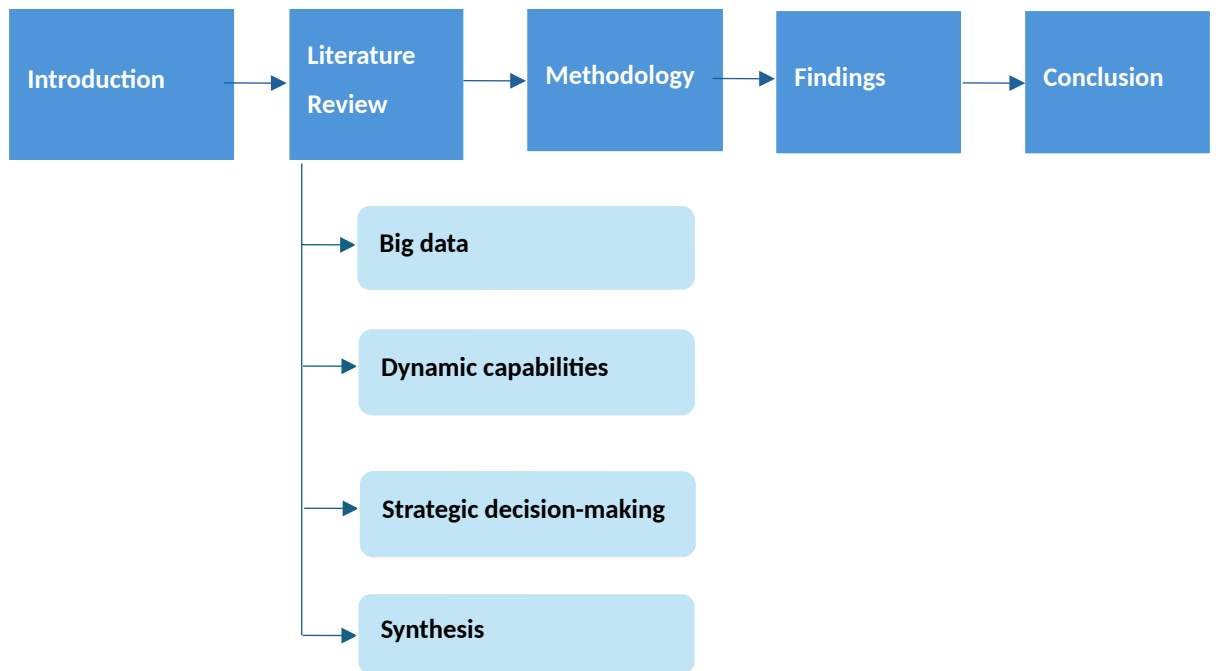 Introduction
Literature
Review
Methodology
Findings
Conclusion
Big data
Dynamic capabilities
Strategic decision-making
Synthesis